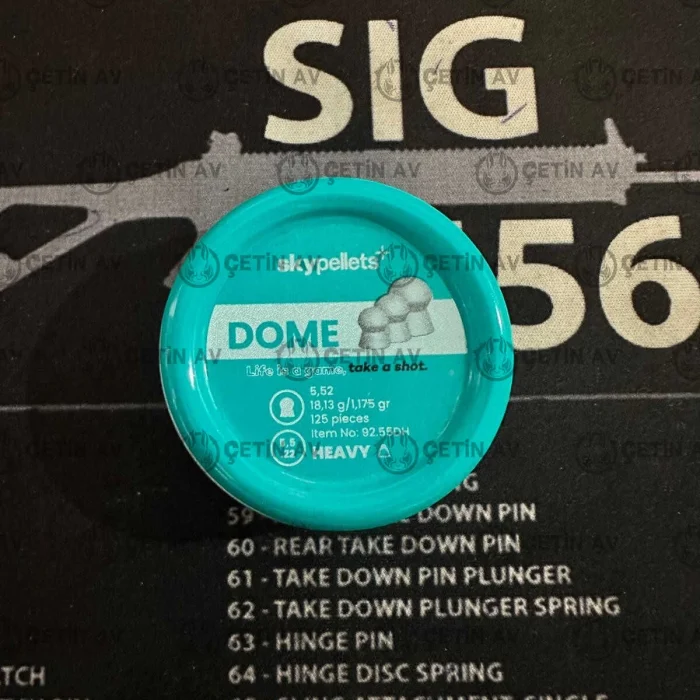 SIG
556
skypellets
DOME
Life is a game, take a shot.
5,52
18,13 g/1,175 gr
125 pieces
Item No: 92.55DH
5,5
.22
HEAVY
59
DOWN PIN
60 - REAR TAKE DOWN PIN
61 - TAKE DOWN PIN PLUNGER
62 - TAKE DOWN PLUNGER SPRING
63 - HINGE PIN
64 - HINGE DISC SPRING
ÇETİN AV